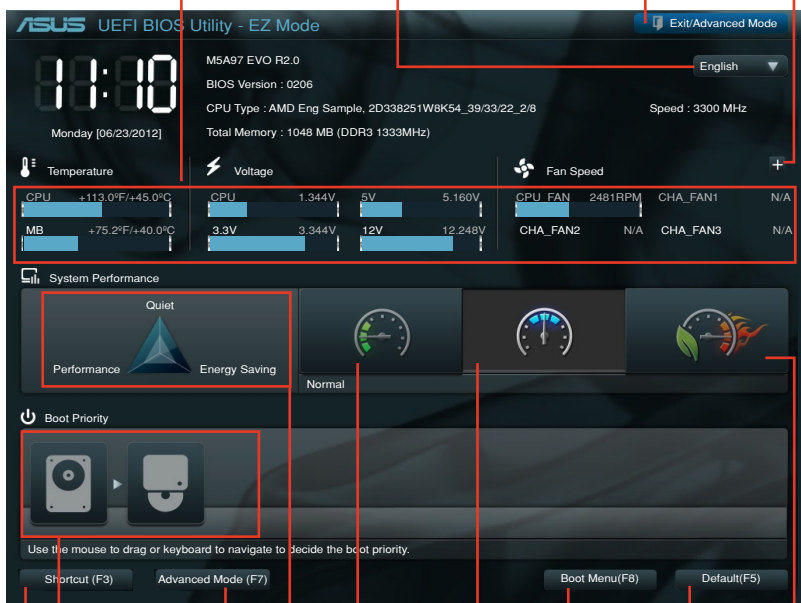 ASUS UEFI BIOS Utility - EZ Mode
Exit/Advanced Mode
11:10
Monday [06/23/2012]
M5A97 EVO R2.0
BIOS Version : 0206
CPU Type : AMD Eng Sample, 2D338251W8K54_39/33/22_2/8
Speed : 3300 MHz
Total Memory : 1048 MB (DDR3 1333MHz)
English
Temperature
Voltage
Fan Speed
CPU +113.0ºF/+45.0ºC
CPU 1.344V
5V 5.160V
CPU_FAN 2481RPM
CHA_FAN1 N/A
MB +75.2ºF/+40.0ºC
3.3V 3.344V
12V 12.248V
CHA_FAN2 N/A
CHA_FAN3 N/A
System Performance
Quiet
Performance
Energy Saving
Normal
Boot Priority
Use the mouse to drag or keyboard to navigate to decide the boot priority.
Shortcut (F3)
Advanced Mode (F7)
Boot Menu(F8)
Default(F5)